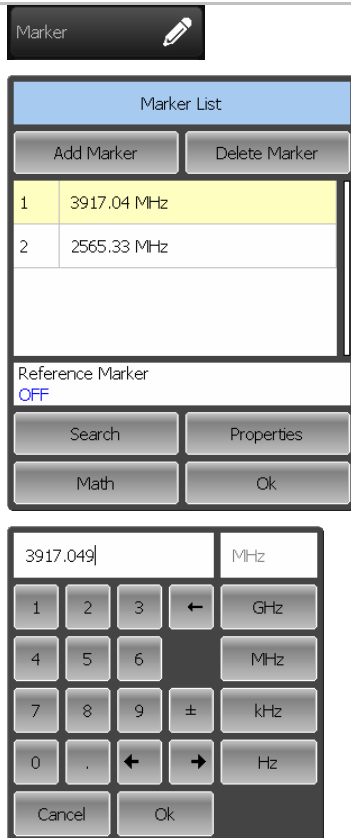 Marker
Marker List
Add Marker Delete Marker
1 3917.04 MHz
2 2565.33 MHz
Reference Marker
OFF
Search Properties
Math Ok
3917.049 MHz
1 2 3 ← GHz
4 5 6 MHz
7 8 9 ± kHz
0 . ← → Hz
Cancel Ok